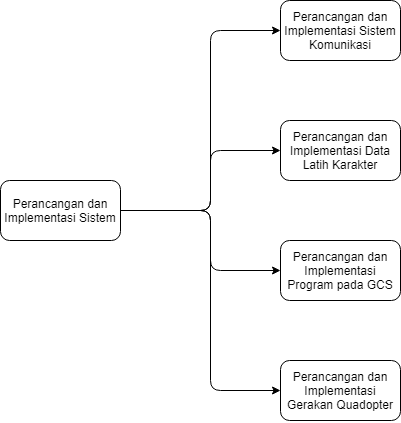 Perancangan dan
Implementasi Sistem
Komunikasi
Perancangan dan
Implementasi Data
Latih Karakter
Perancangan dan
Implementasi Sistem
Perancangan dan
Implementasi
Program pada GCS
Perancangan dan
Implementasi
Gerakan Quadopter